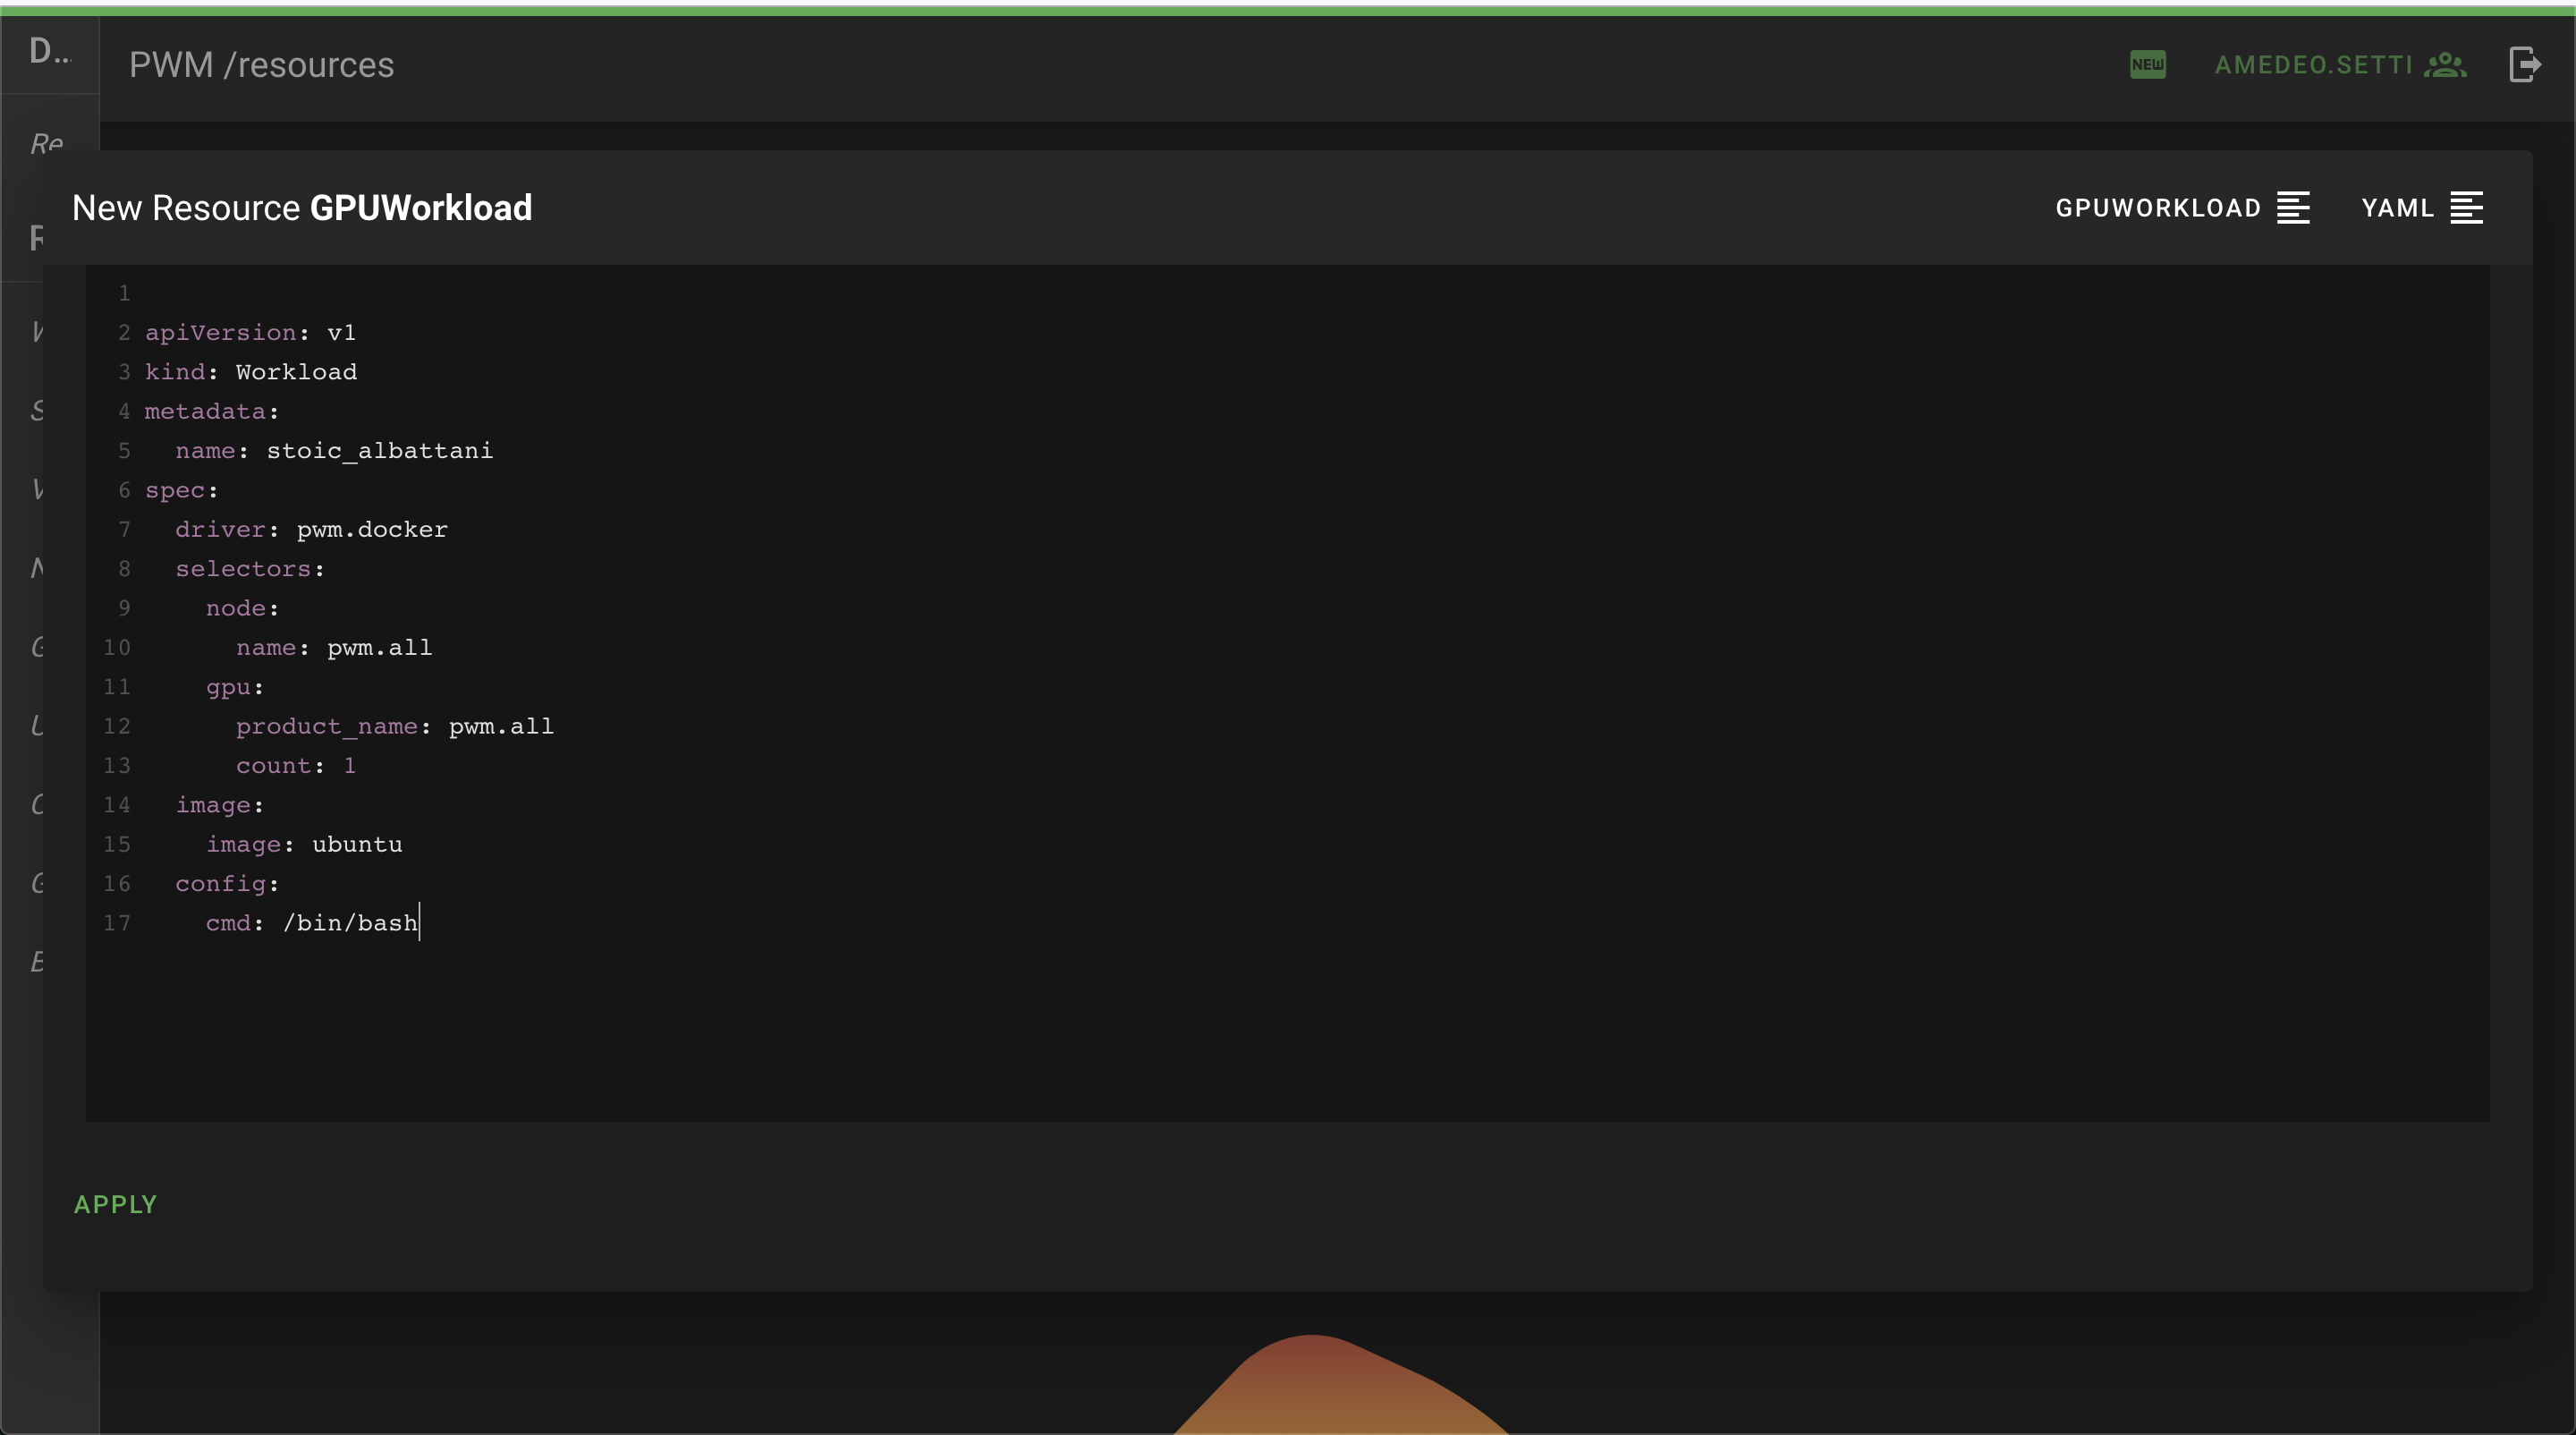 D...
PWM /resources
NEW
AMEDEO.SETTI
Re
New Resource GPUWorkload
GPUWORKLOAD
YAML
1
2 apiVersion: v1
3 kind: Workload
4 metadata:
5   name: stoic_albattani
6 spec:
7   driver: pwm.docker
8   selectors:
9     node:
10       name: pwm.all
11     gpu:
12       product_name: pwm.all
13       count: 1
14   image:
15     image: ubuntu
16   config:
17     cmd: /bin/bash
APPLY